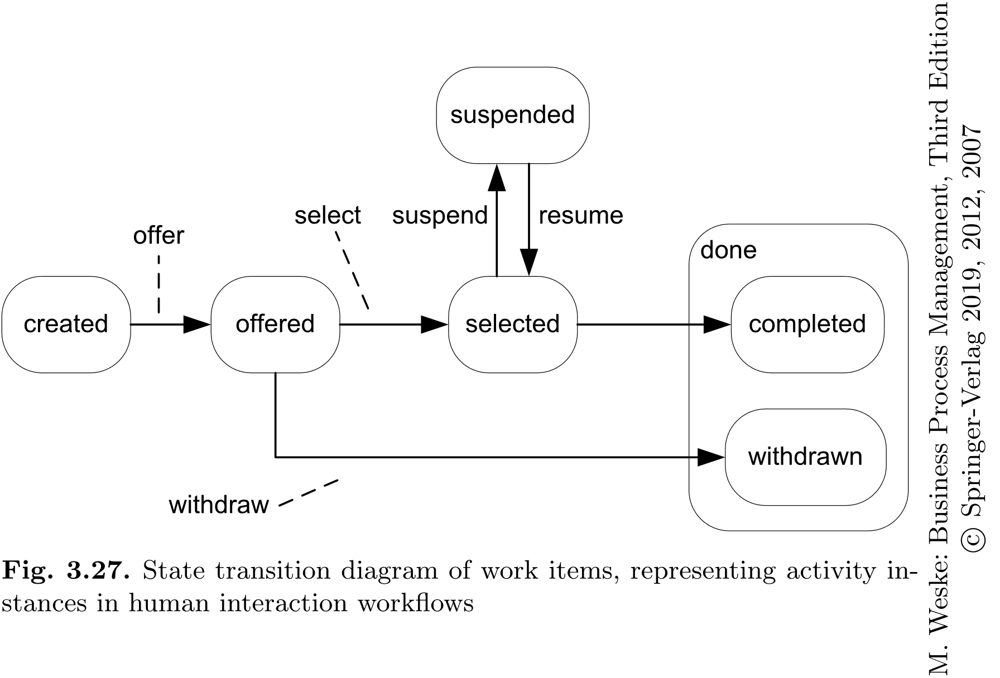 suspended
select
suspend
resume
offer
done
created
offered
selected
completed
withdrawn
withdraw
Fig. 3.27. State transition diagram of work items, representing activity in-
stances in human interaction workflows
M. Weske: Business Process Management, Third Edition
© Springer-Verlag 2019, 2012, 2007